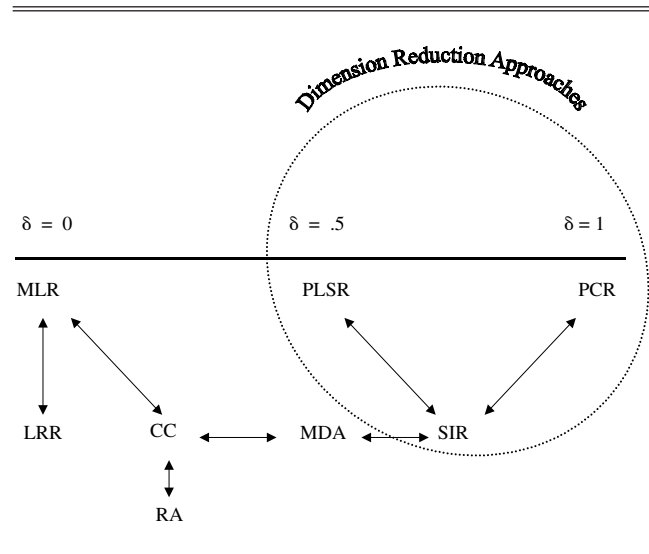 Dimension Reduction Approaches
δ = 0 δ = .5 δ = 1
MLR PLSR PCR
LRR CC MDA SIR
RA